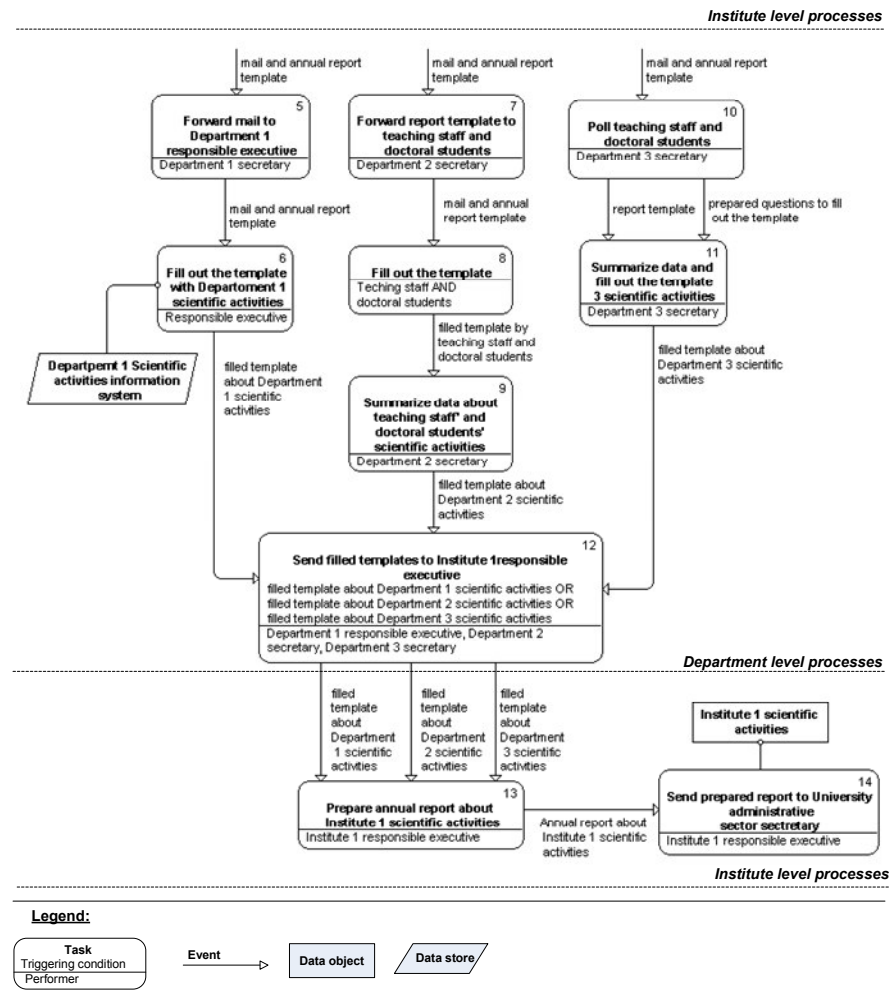 Institute level processes
mail and annual report
template
mail and annual report
template
mail and annual report
template
5
Forward mail to
Department 1
responsible executive
Department 1 secretary
7
Forward report template to
teaching staff and
doctoral students
Department 2 secretary
10
Poll teaching staff and
doctoral students
Department 3 secretary
mail and annual report
template
mail and annual
report template
report template
prepared questions to fill
out the template
6
Fill out the template
with Departoment 1
scientific activities
Responsible executive
8
Fill out the template
Teching staff AND
doctoral students
11
Summarize data and
fill out the template
3 scientific activities
Department 3 secretary
Departpemt 1 Scientific
activities information
system
filled template
about Department
1 scientific
activities
filled template by
teaching staff and
doctoral students
filled template about
Department 3 scientific
activities
9
Summarize data about
teaching staff' and
doctoral students'
scientific activities
Department 2 secretary
filled template about
Department 2 scientific
activities
12
Send filled templates to Institute 1responsible
executive
filled template about Department 1 scientific activities OR
filled template about Department 2 scientific activities OR
filled template about Department 3 scientific activities
Department 1 responsible executive, Department 2
secretary, Department 3 secretary
Department level processes
filled
template
about
Department
1 scientific
activities
filled
template
about
Department
2 scientific
activities
filled
template
about
Department
3 scientific
activities
Institute 1 scientific
activities
13
Prepare annual report about
Institute 1 scientific activities
Institute 1 responsible executive
Annual report about
Institute 1 scientific
activities
14
Send prepared report to University
administrative
sector sectretary
Institute 1 responsible executive
Institute level processes
Legend:
Task
Triggering condition
Performer
Event
Data object
Data store